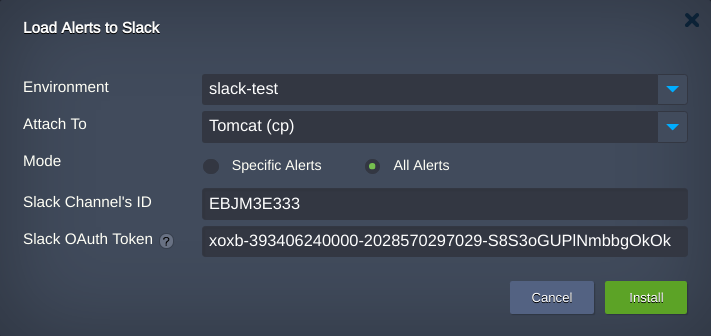 Load Alerts to Slack
Environment
slack-test
Attach To
Tomcat (cp)
Mode
Specific Alerts
All Alerts
Slack Channel's ID
EBJM3E333
Slack OAuth Token ?
xoxb-393406240000-2028570297029-S8S3oGUPlNmbbgOkOk
Cancel
Install